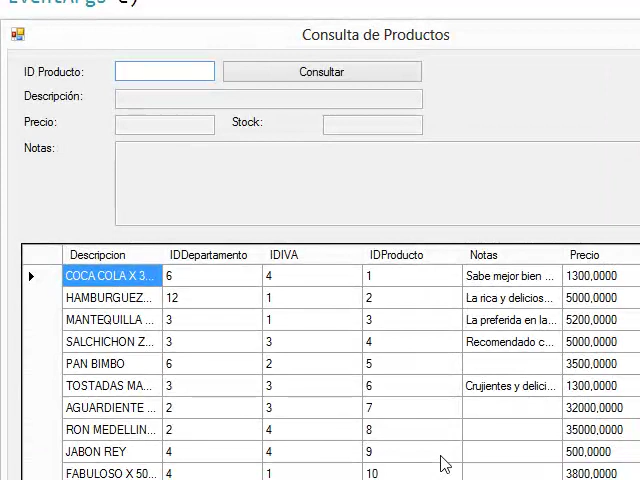 EventArgs e)
Consulta de Productos
ID Producto: Consultar
Descripción:
Precio: Stock:
Notas:
Descripcion IDDepartamento IDIVA IDProducto Notas Precio
COCA COLA X 3... 6 4 1 Sabe mejor bien ... 1300,0000
HAMBURGUEZ... 12 1 2 La rica y delicios... 5000,0000
MANTEQUILLA ... 3 1 3 La preferida en la... 5200,0000
SALCHICHON Z... 3 3 4 Recomendado c... 5000,0000
PAN BIMBO 6 2 5 3500,0000
TOSTADAS MA... 3 3 6 Crujientes y delici... 1300,0000
AGUARDIENTE ... 2 3 7 32000,0000
RON MEDELLIN... 2 4 8 35000,0000
JABON REY 4 4 9 500,0000
FABULOSO X 50... 4 1 10 3800,0000